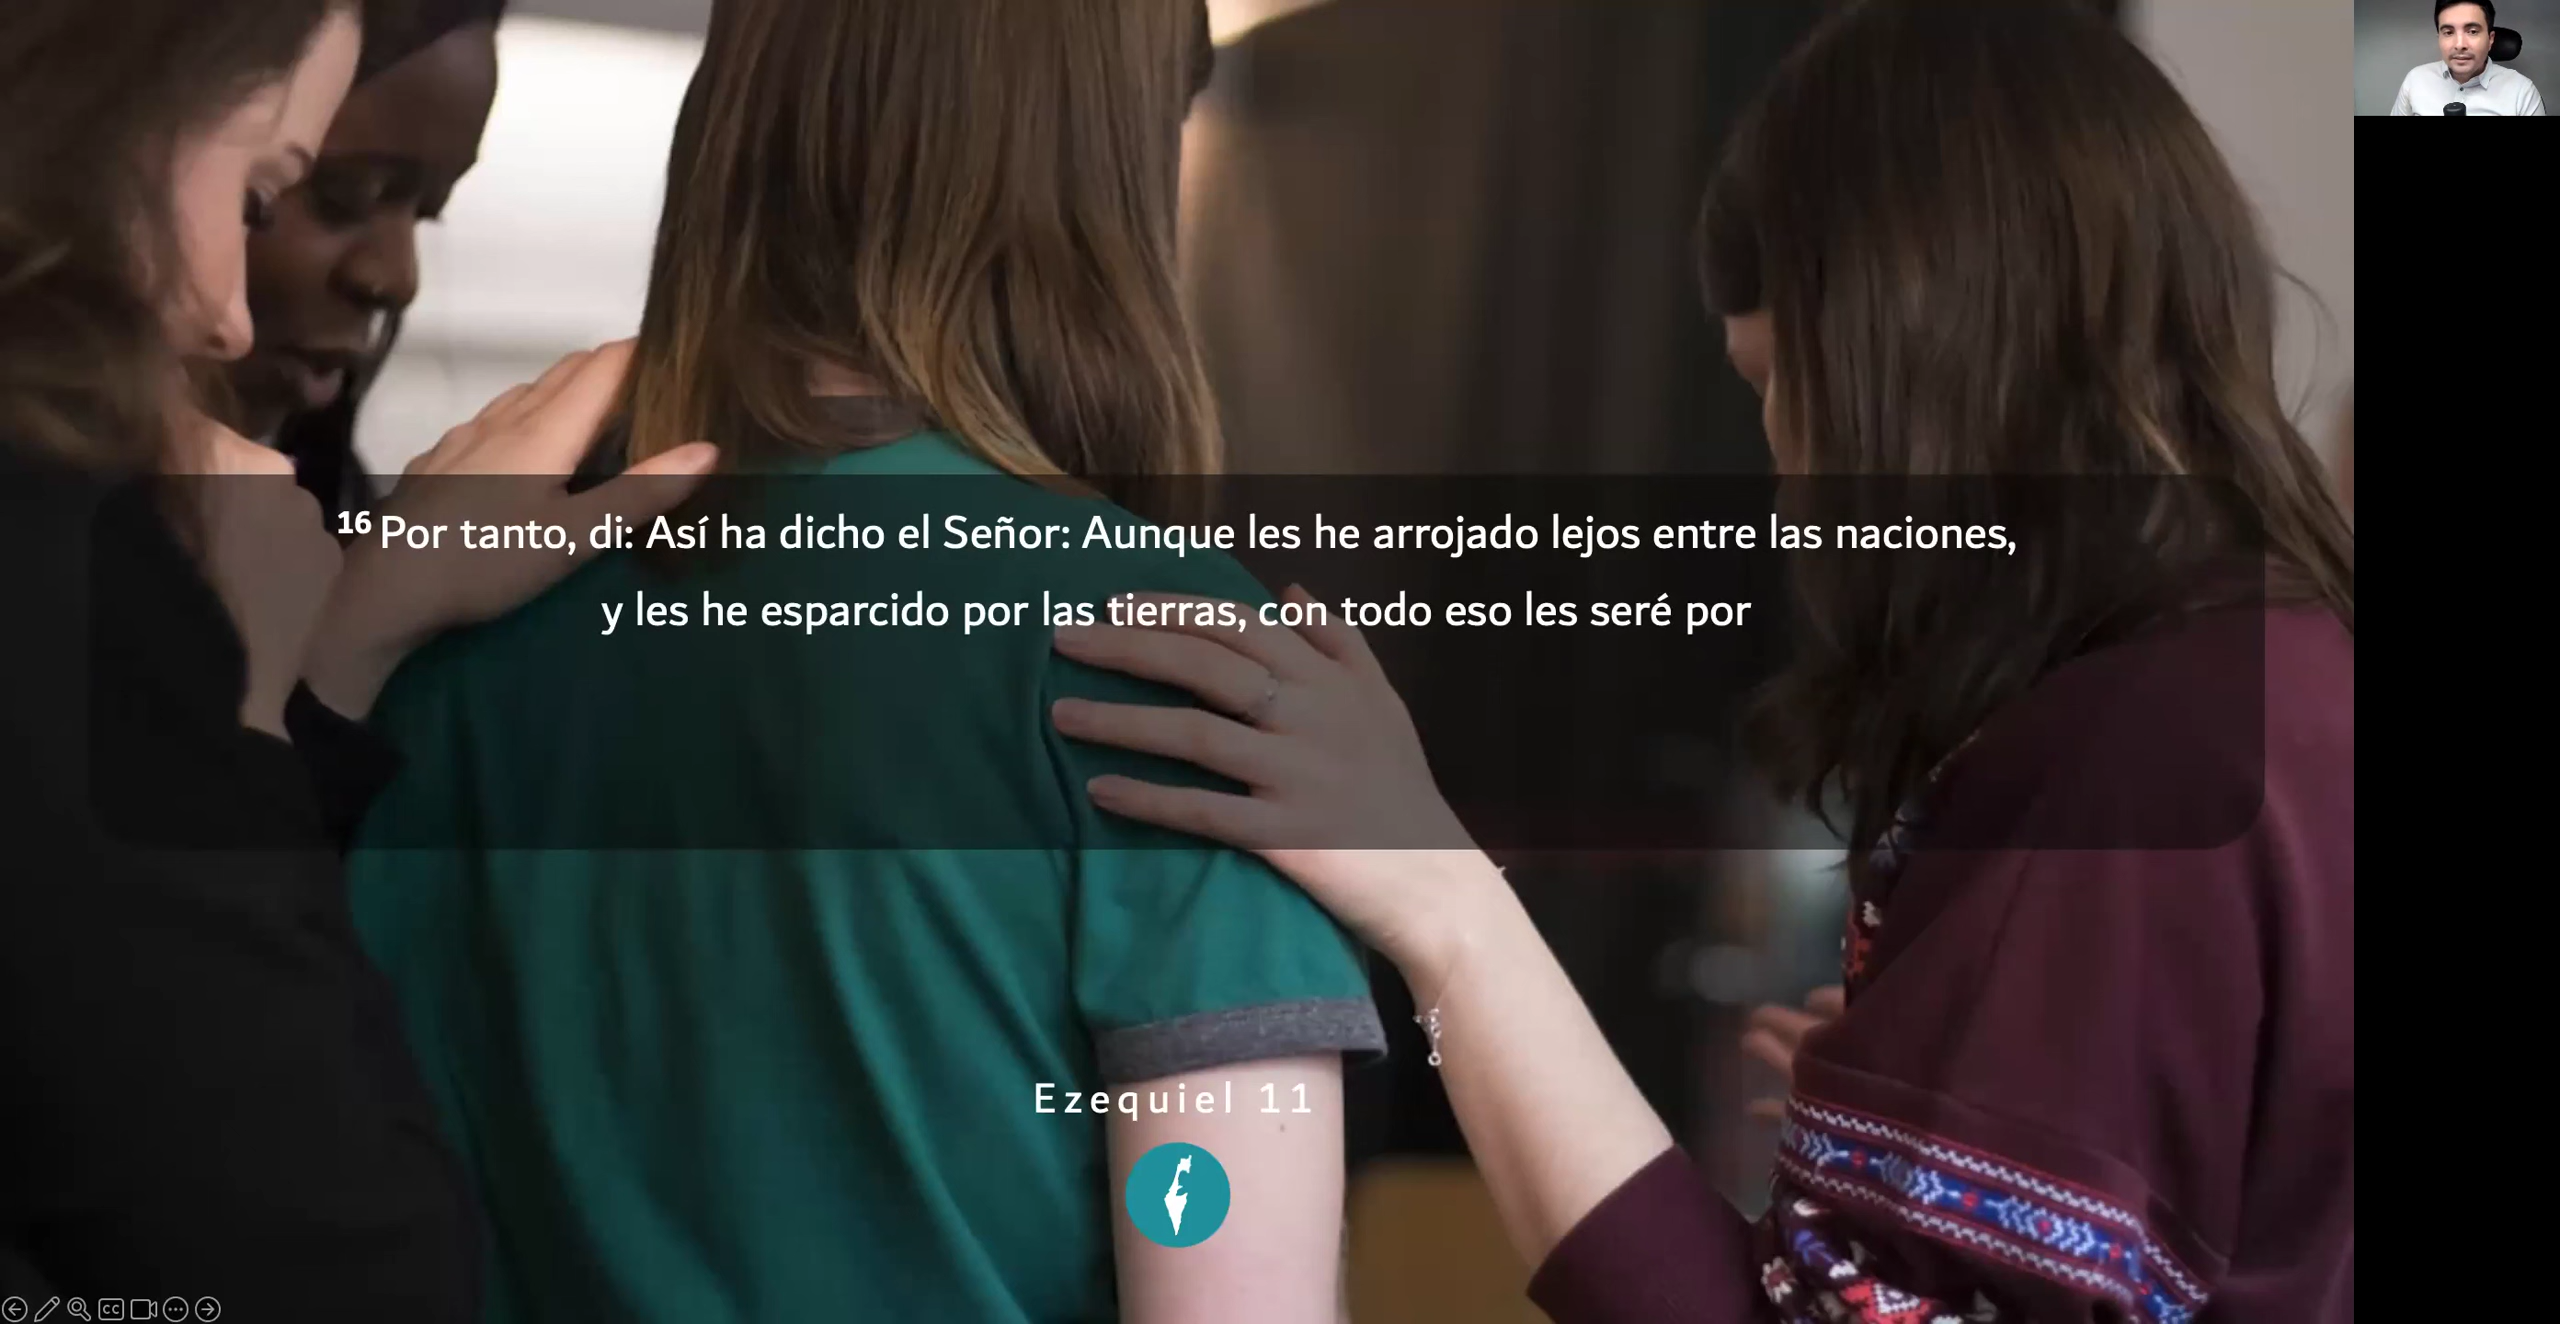 16 Por tanto, di: Así ha dicho el Señor: Aunque les he arrojado lejos entre las naciones,
y les he esparcido por las tierras, con todo eso les seré por
Ezequiel 11
CC